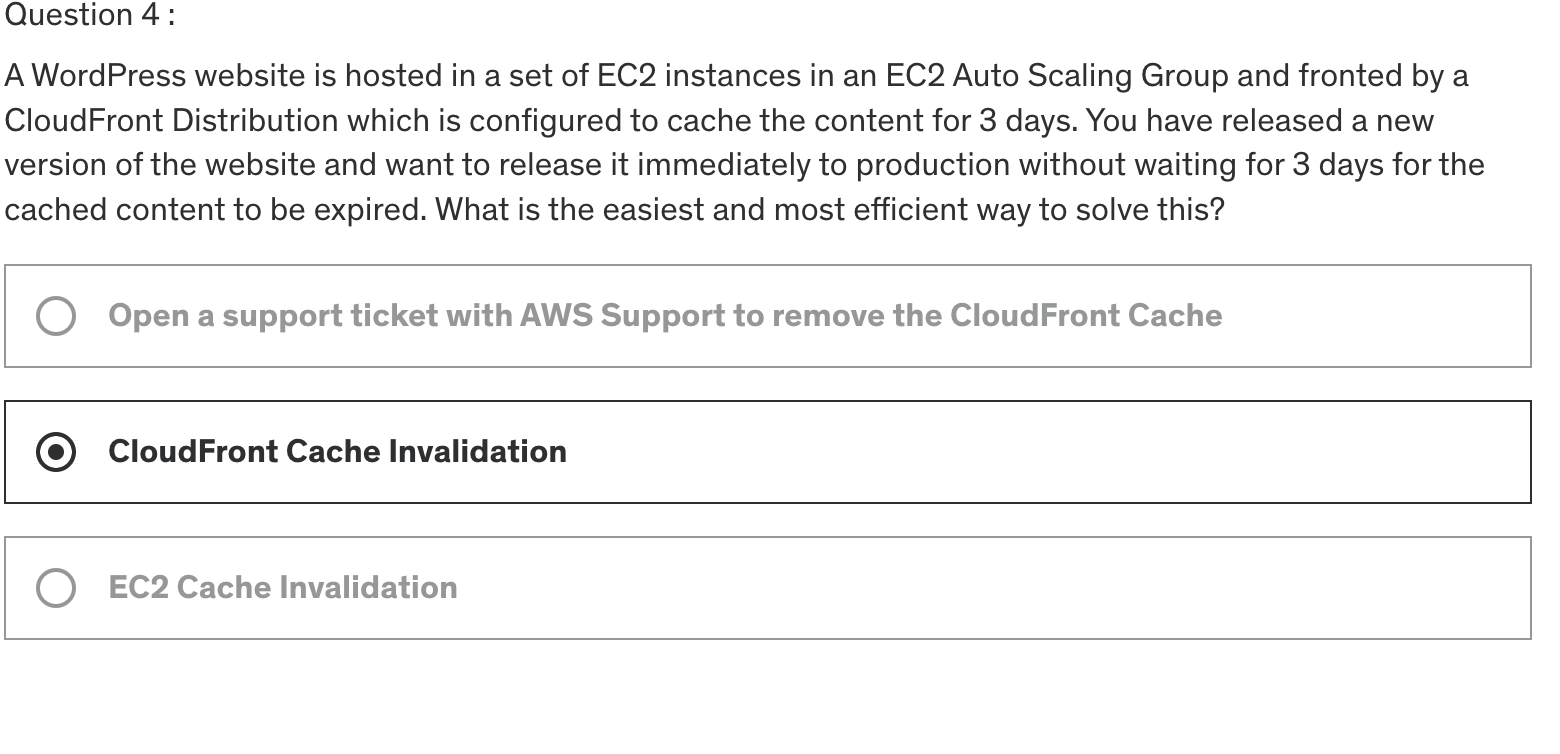 Question 4 :
A WordPress website is hosted in a set of EC2 instances in an EC2 Auto Scaling Group and fronted by a
CloudFront Distribution which is configured to cache the content for 3 days. You have released a new
version of the website and want to release it immediately to production without waiting for 3 days for the
cached content to be expired. What is the easiest and most efficient way to solve this?
Open a support ticket with AWS Support to remove the CloudFront Cache
CloudFront Cache Invalidation
EC2 Cache Invalidation